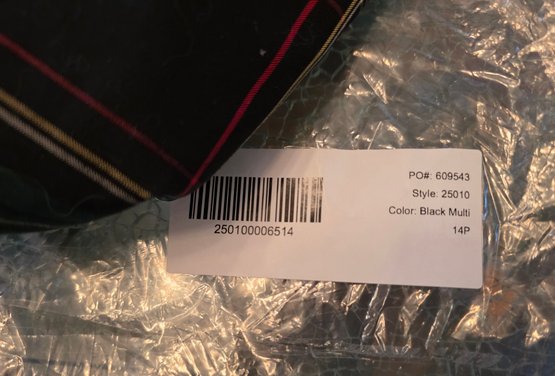 PO#: 609543
Style: 25010
Color: Black Multi
14P
250100006514